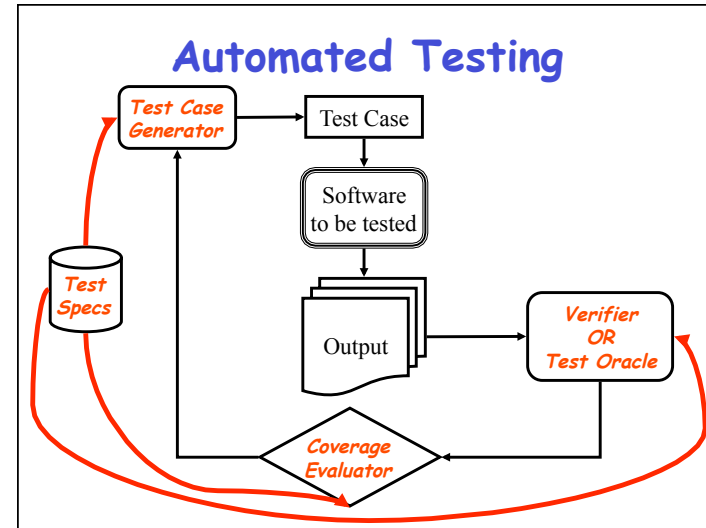 Automated Testing
Test Case
Generator
Test Case
Software
to be tested
Test
Specs
Output
Verifier
OR
Test Oracle
Coverage
Evaluator